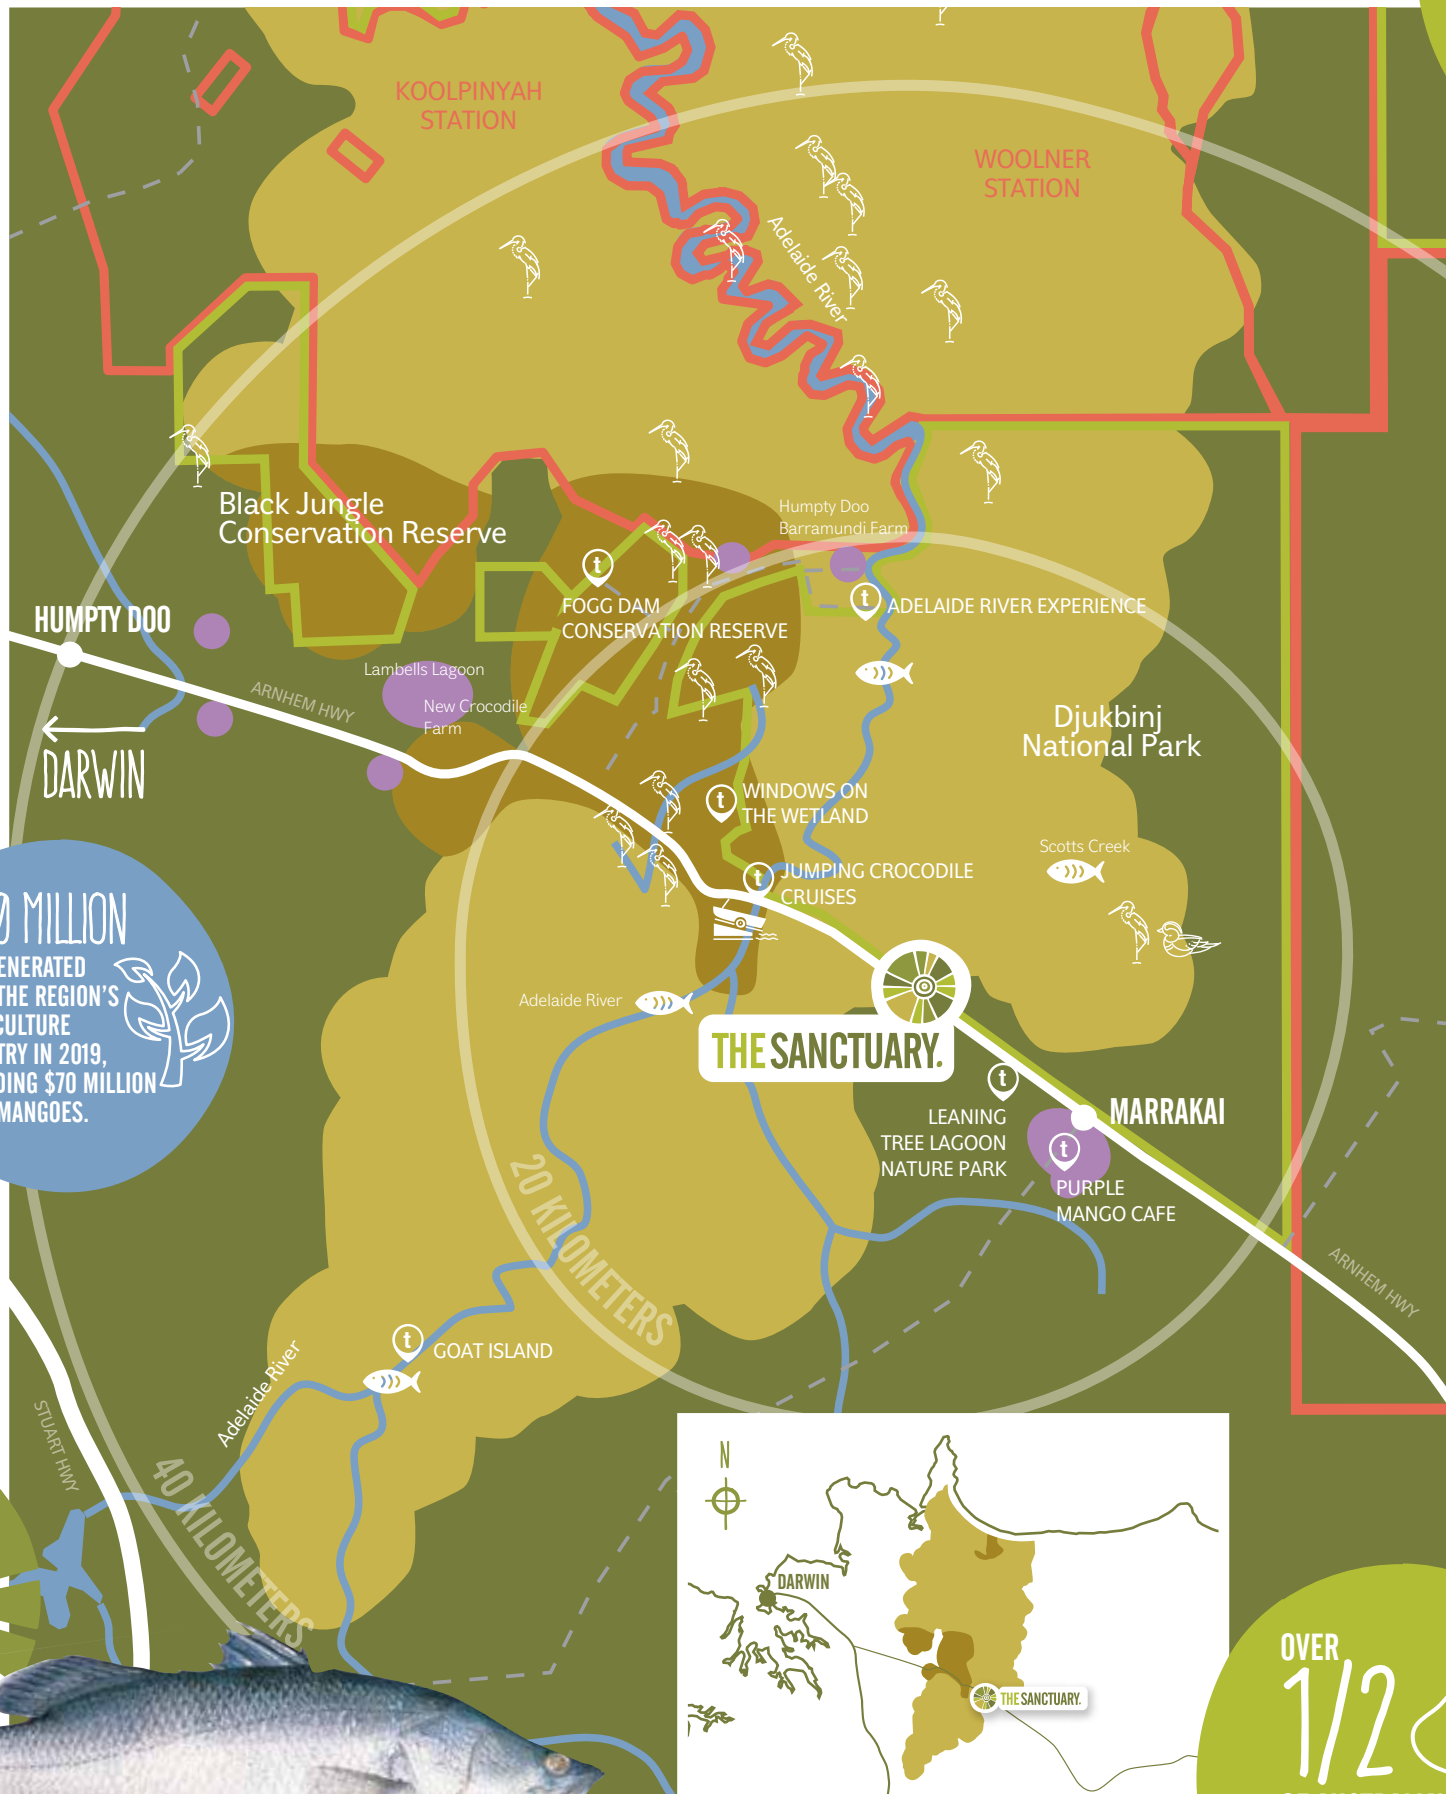 KOOLPINYAH
STATION
WOOLNER
STATION
Adelaide River
Black Jungle
Conservation Reserve
Humpty Doo
Barramundi Farm
t
FOGG DAM
CONSERVATION RESERVE
t
ADELAIDE RIVER EXPERIENCE
HUMPTY DOO
Lambells Lagoon
ARNHEM HWY
New Crocodile
Farm
Djukbinj
National Park
DARWIN
t
WINDOWS ON
THE WETLAND
Scotts Creek
t
JUMPING CROCODILE
CRUISES
0 MILLION
ENERATED
THE REGION'S
CULTURE
TRY IN 2019,
DING $70 MILLION
MANGOES.
Adelaide River
THE SANCTUARY.
t
LEANING
TREE LAGOON
NATURE PARK
MARRAKAI
t
PURPLE
MANGO CAFE
20 KILOMETERS
ARNHEM HWY
t
GOAT ISLAND
Adelaide River
STUART HWY
40 KILOMETERS
N
DARWIN
THE SANCTUARY.
OVER
1/2